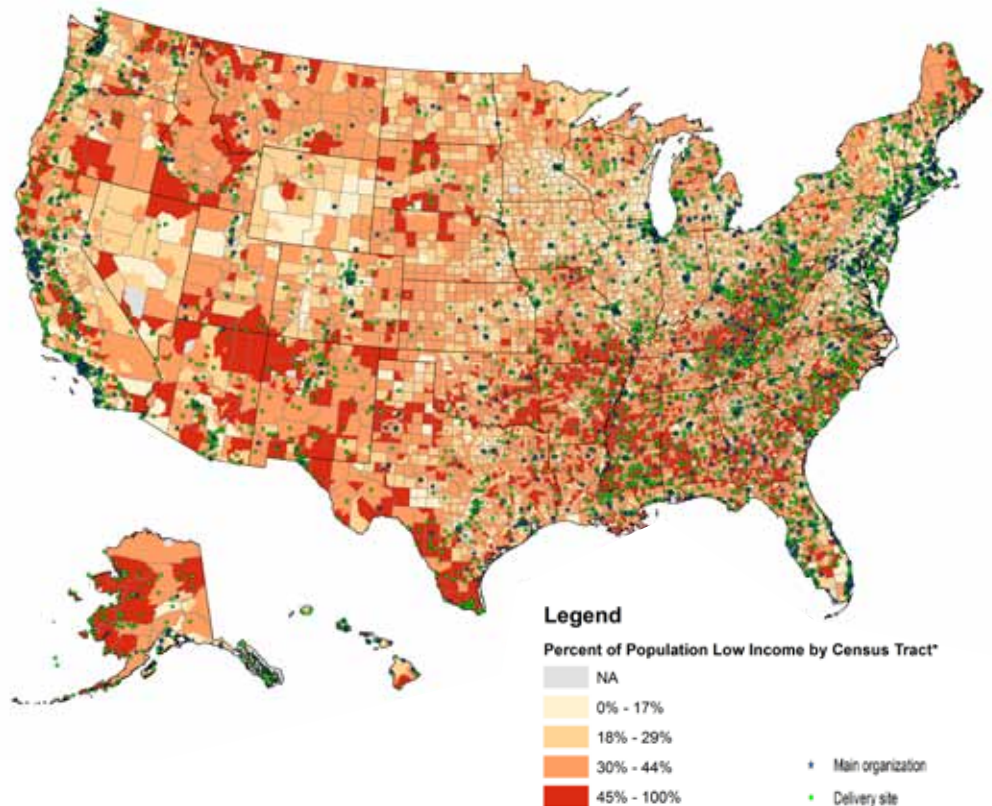 Legend
Percent of Population Low Income by Census Tract*
NA
0% - 17%
18% - 29%
30% - 44%
45% - 100%
Main organization
Delivery site